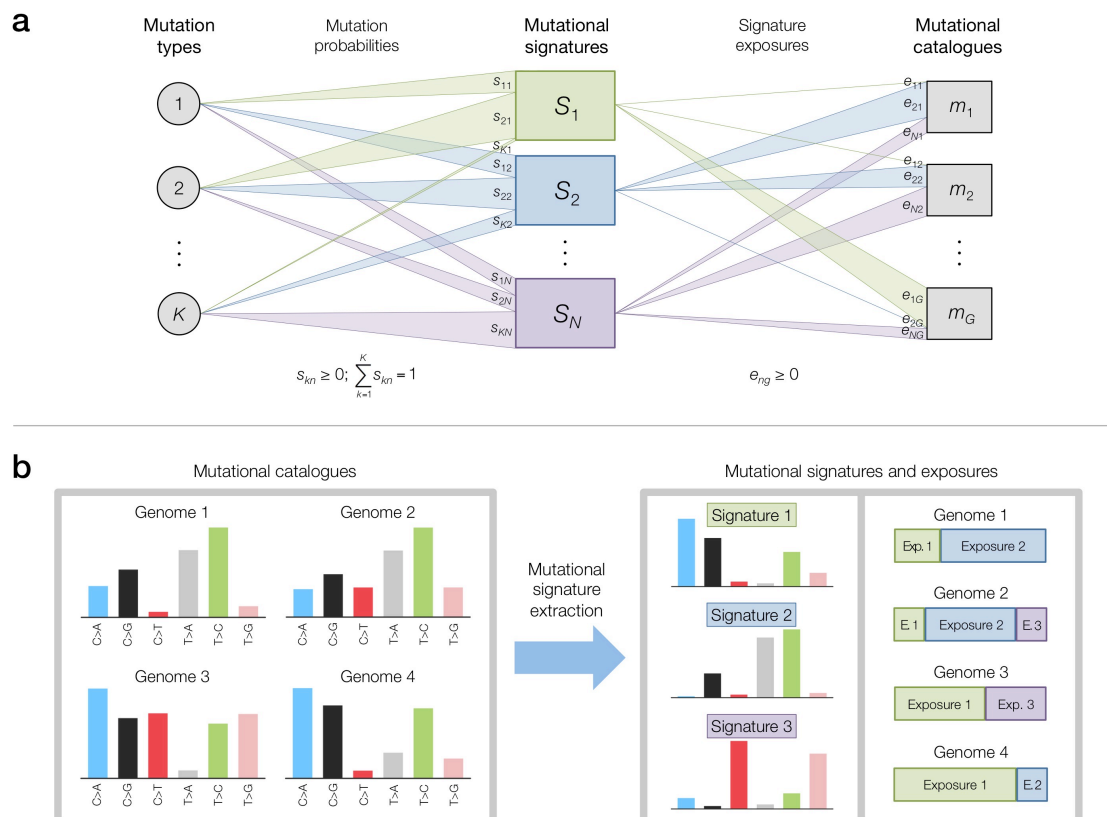 a
Mutation
types
Mutation
probabilities
Mutational
signatures
Signature
exposures
Mutational
catalogues
1
2
K
s11
s21
sK1
s12
s22
sK2
s1N
s2N
sKN
S1
S2
SN
e11
e21
eN1
e12
e22
eN2
e1G
e2G
eNG
m1
m2
mG
skn ≥ 0; ∑ k=1 K skn = 1
eng ≥ 0
b
Mutational catalogues
Genome 1
C>A C>G C>T T>A T>C T>G
Genome 2
C>A C>G C>T T>A T>C T>G
Genome 3
C>A C>G C>T T>A T>C T>G
Genome 4
C>A C>G C>T T>A T>C T>G
Mutational
signature
extraction
Mutational signatures and exposures
Signature 1
Signature 2
Signature 3
Genome 1
Exp. 1 Exposure 2
Genome 2
E.1 Exposure 2 E.3
Genome 3
Exposure 1 Exp. 3
Genome 4
Exposure 1 E.2